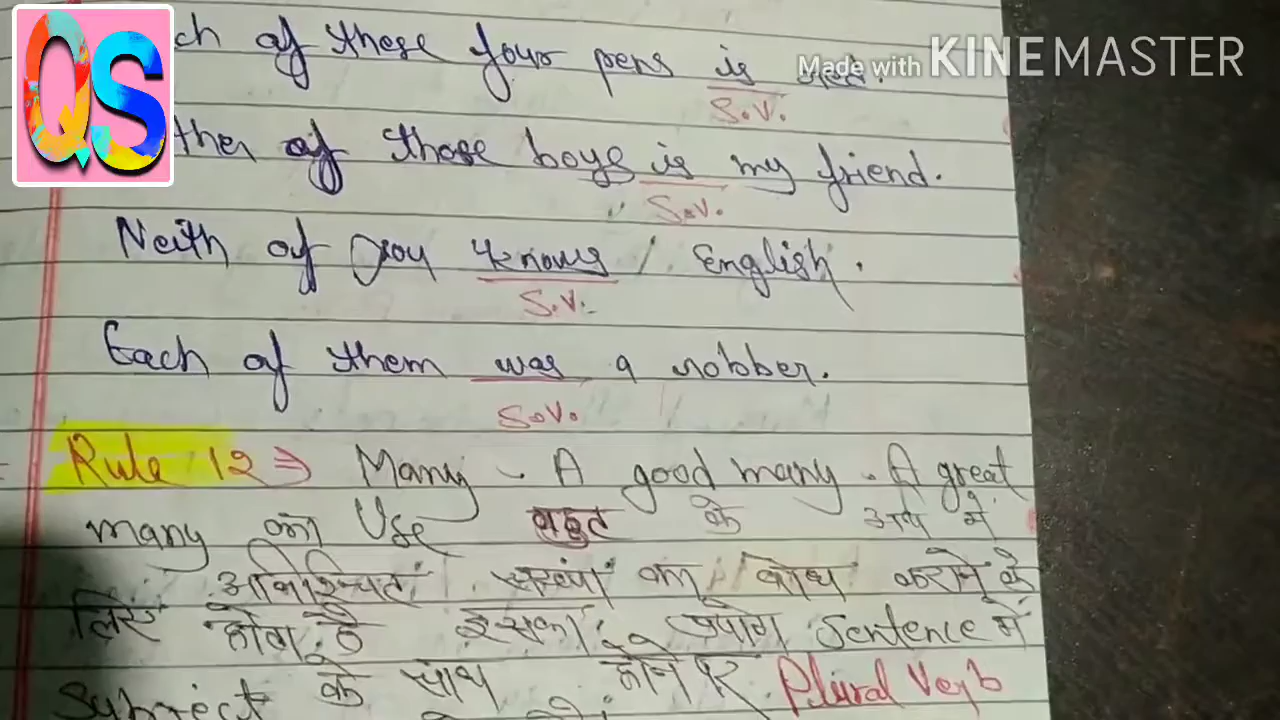 QS
Made with KINEMASTER
ch of these four pens is
S.V.
ther of those boys is my friend.
S.V.
Neith of you knows English.
S.V.
Each of them was a robber.
S.V.
Rule 12 ⇒ Many - A good many - A great
many का Use बहुत के अर्थ में
अनिश्चित संख्या का बोध कराने के
लिए होता है इसका प्रयोग Sentence में
Subject के साथ होने पर Plural Verb